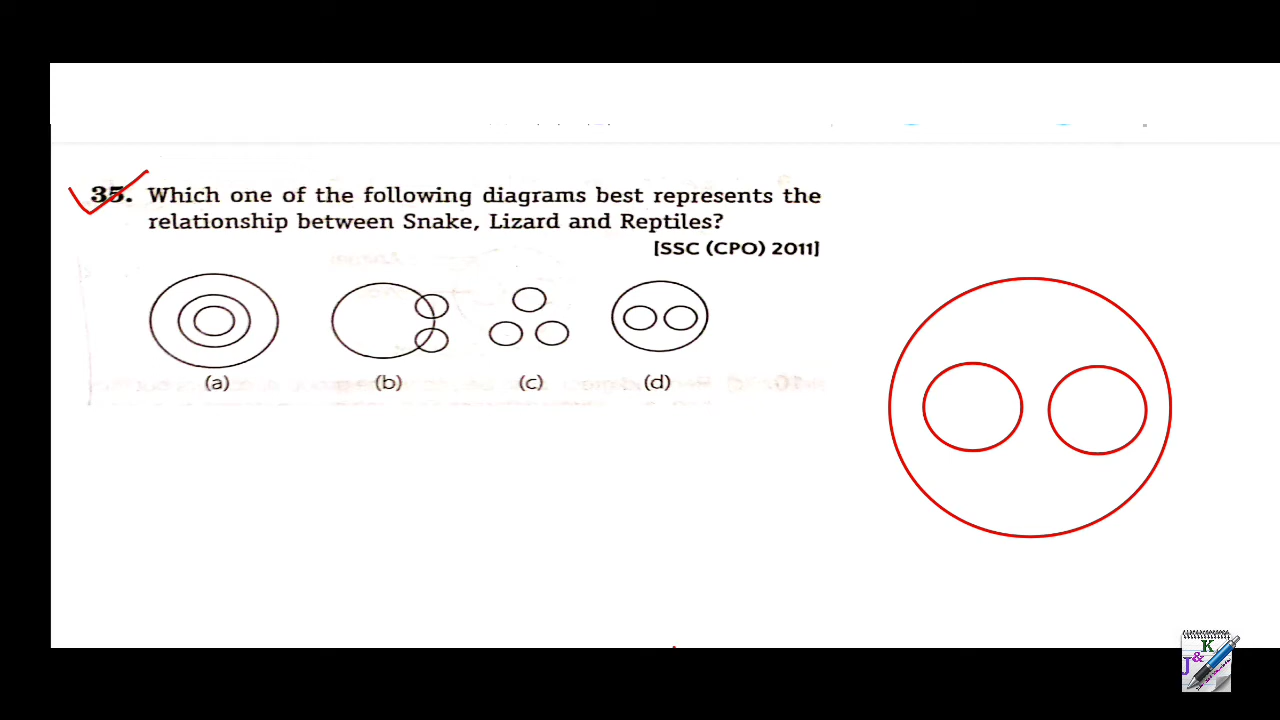 35. Which one of the following diagrams best represents the
relationship between Snake, Lizard and Reptiles?
[SSC (CPO) 2011]
(a) (b) (c) (d)
J&K